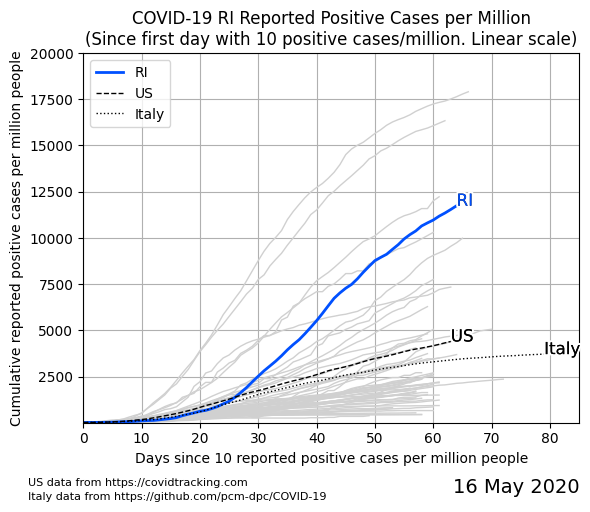 COVID-19 RI Reported Positive Cases per Million
(Since first day with 10 positive cases/million. Linear scale)
Cumulative reported positive cases per million people
20000
17500
15000
12500
10000
7500
5000
2500
RI
US
Italy
RI
US
Italy
0 10 20 30 40 50 60 70 80
Days since 10 reported positive cases per million people
US data from https://covidtracking.com
Italy data from https://github.com/pcm-dpc/COVID-19
16 May 2020